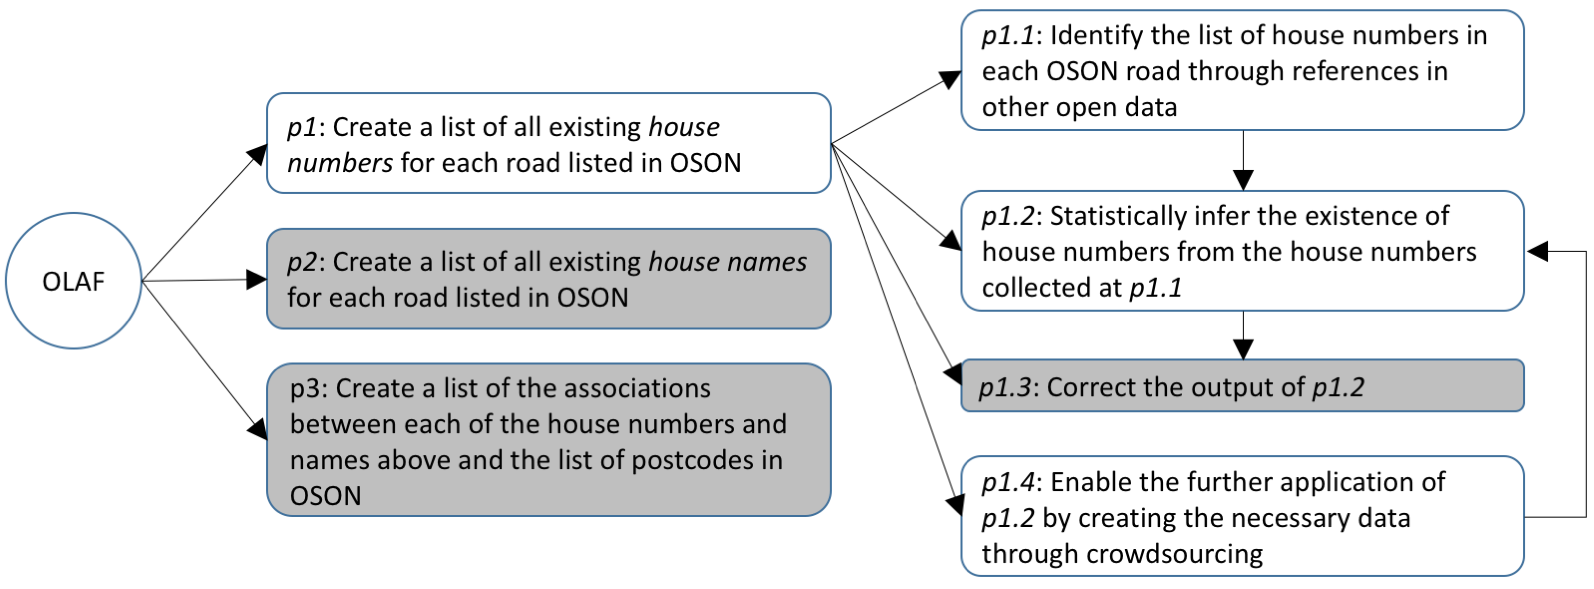 OLAF
p1: Create a list of all existing house
numbers for each road listed in OSON
p2: Create a list of all existing house names
for each road listed in OSON
p3: Create a list of the associations
between each of the house numbers and
names above and the list of postcodes in
OSON
p1.1: Identify the list of house numbers in
each OSON road through references in
other open data
p1.2: Statistically infer the existence of
house numbers from the house numbers
collected at p1.1
p1.3: Correct the output of p1.2
p1.4: Enable the further application of
p1.2 by creating the necessary data
through crowdsourcing